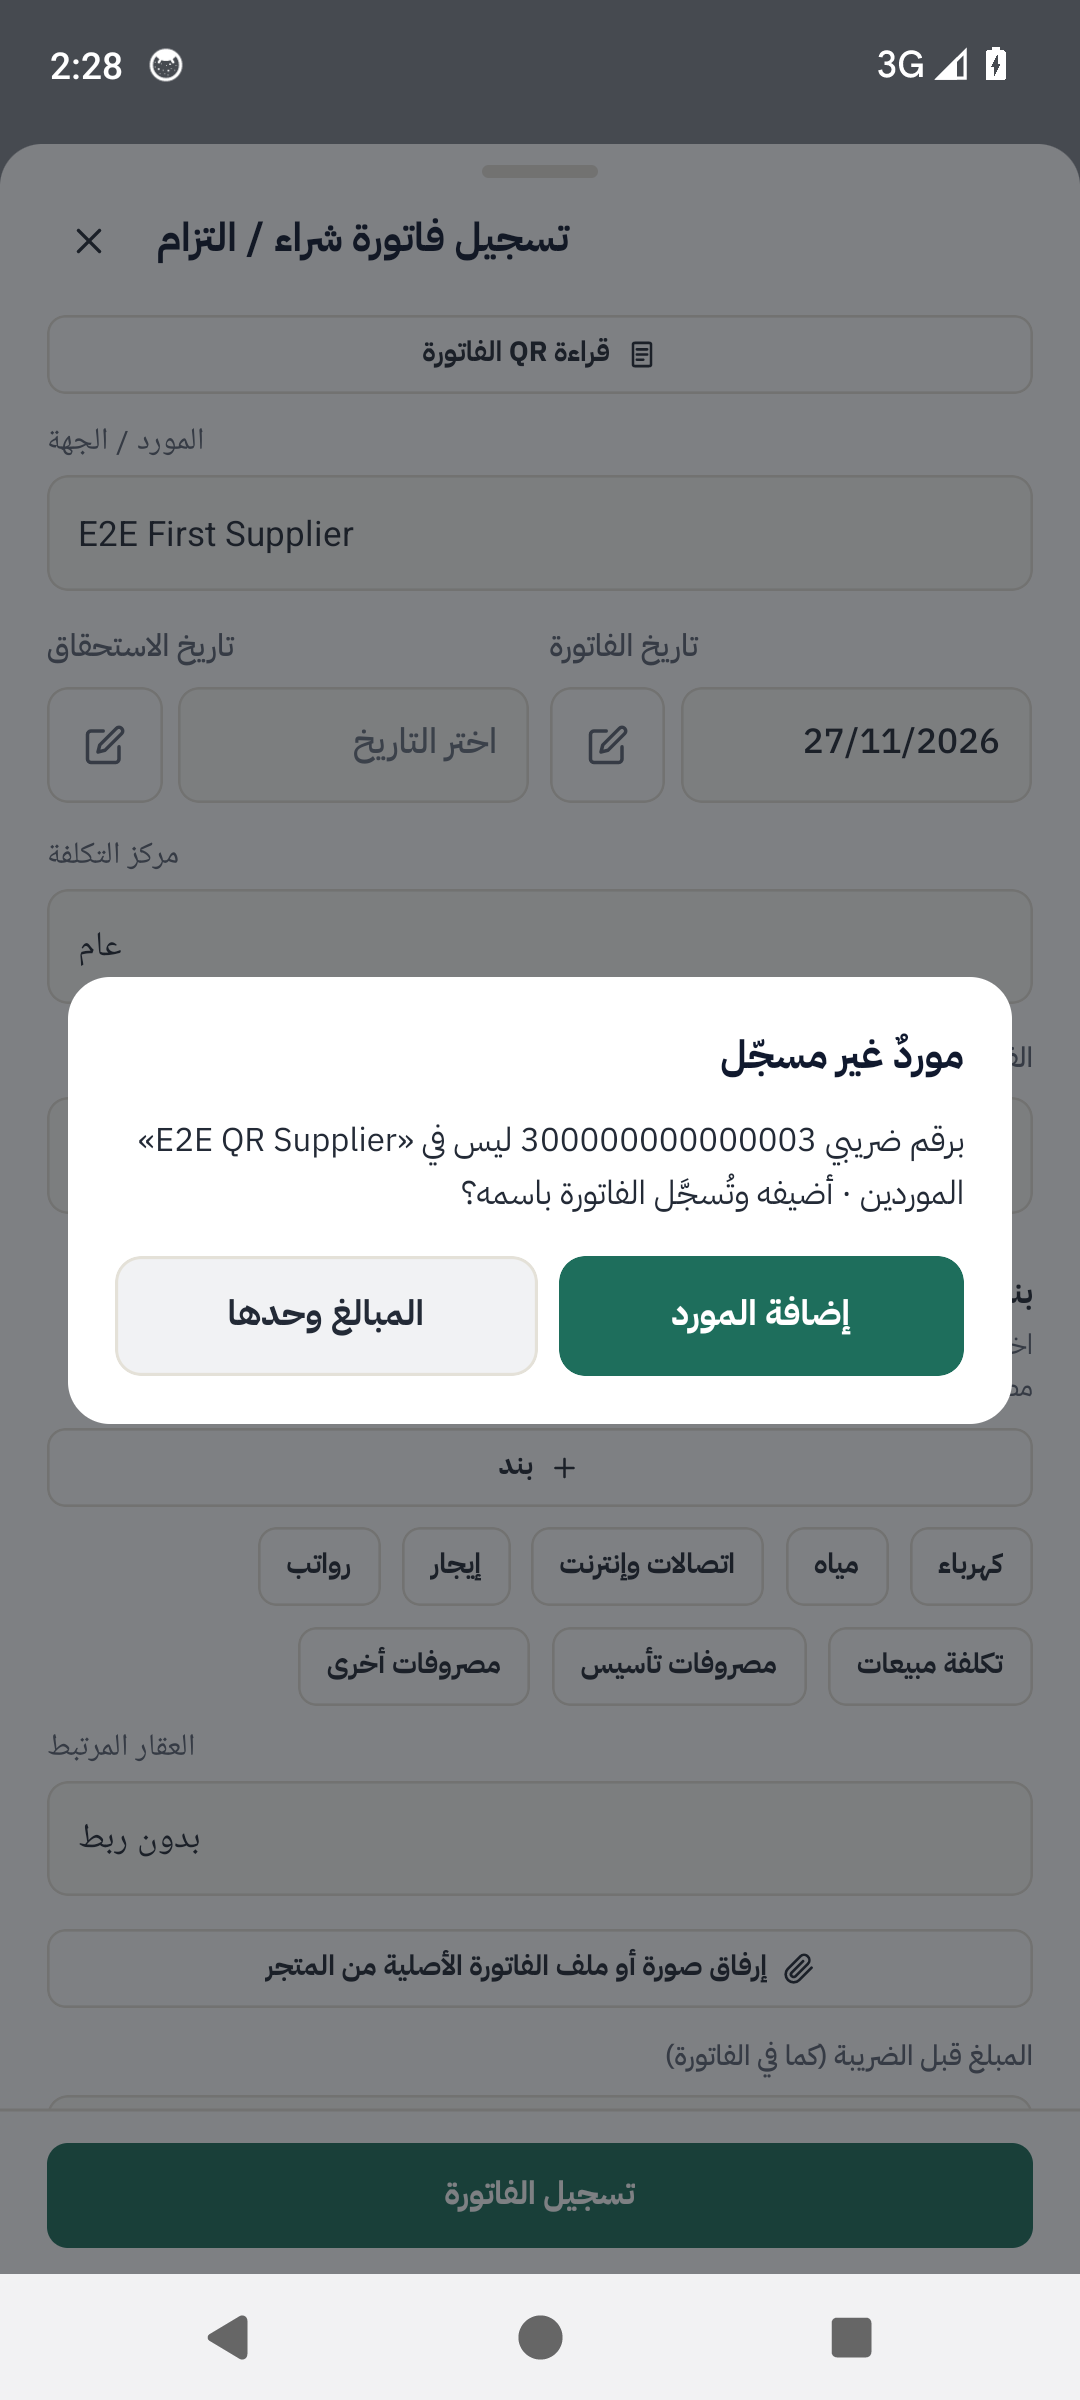 2:28
3G
تسجيل فاتورة شراء / التزام
قراءة QR الفاتورة
المورد / الجهة
E2E First Supplier
تاريخ الفاتورة
تاريخ الاستحقاق
27/11/2026
اختر التاريخ
مركز التكلفة
عام
موردٌ غير مسجّل
«E2E QR Supplier» برقم ضريبي 300000000000003 ليس في
الموردين · أضيفه وتُسجَّل الفاتورة باسمه؟
إضافة المورد
المبالغ وحدها
بند
كهرباء
مياه
اتصالات وإنترنت
إيجار
رواتب
تكلفة مبيعات
مصروفات تأسيس
مصروفات أخرى
العقار المرتبط
بدون ربط
إرفاق صورة أو ملف الفاتورة الأصلية من المتجر
المبلغ قبل الضريبة (كما في الفاتورة)
تسجيل الفاتورة